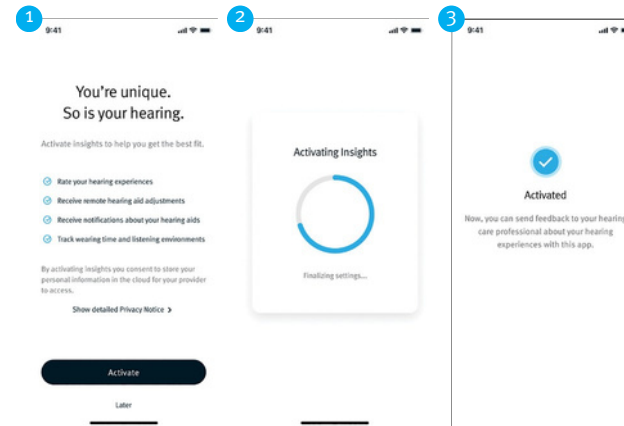 1
9:41
You're unique.
So is your hearing.
Activate insights to help you get the best fit.
Rate your hearing experiences
Receive remote hearing aid adjustments
Receive notifications about your hearing aids
Track wearing time and listening environments
By activating insights you consent to store your
personal information in the cloud for your provider
to access.
Show detailed Privacy Notice >
Activate
Later
2
9:41
Activating Insights
Finalizing settings...
3
9:41
Activated
Now, you can send feedback to your hearing
care professional about your hearing
experiences with this app.